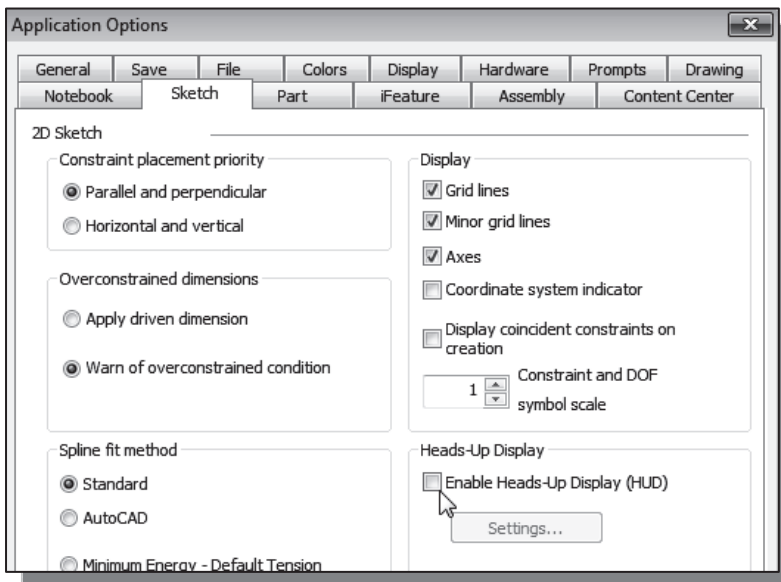 Application Options
General Save File Colors Display Hardware Prompts Drawing
Notebook Sketch Part iFeature Assembly Content Center
2D Sketch
Constraint placement priority
Parallel and perpendicular
Horizontal and vertical
Overconstrained dimensions
Apply driven dimension
Warn of overconstrained condition
Spline fit method
Standard
AutoCAD
Minimum Energy - Default Tension
Display
Grid lines
Minor grid lines
Axes
Coordinate system indicator
Display coincident constraints on
creation
1 Constraint and DOF
symbol scale
Heads-Up Display
Enable Heads-Up Display (HUD)
Settings...